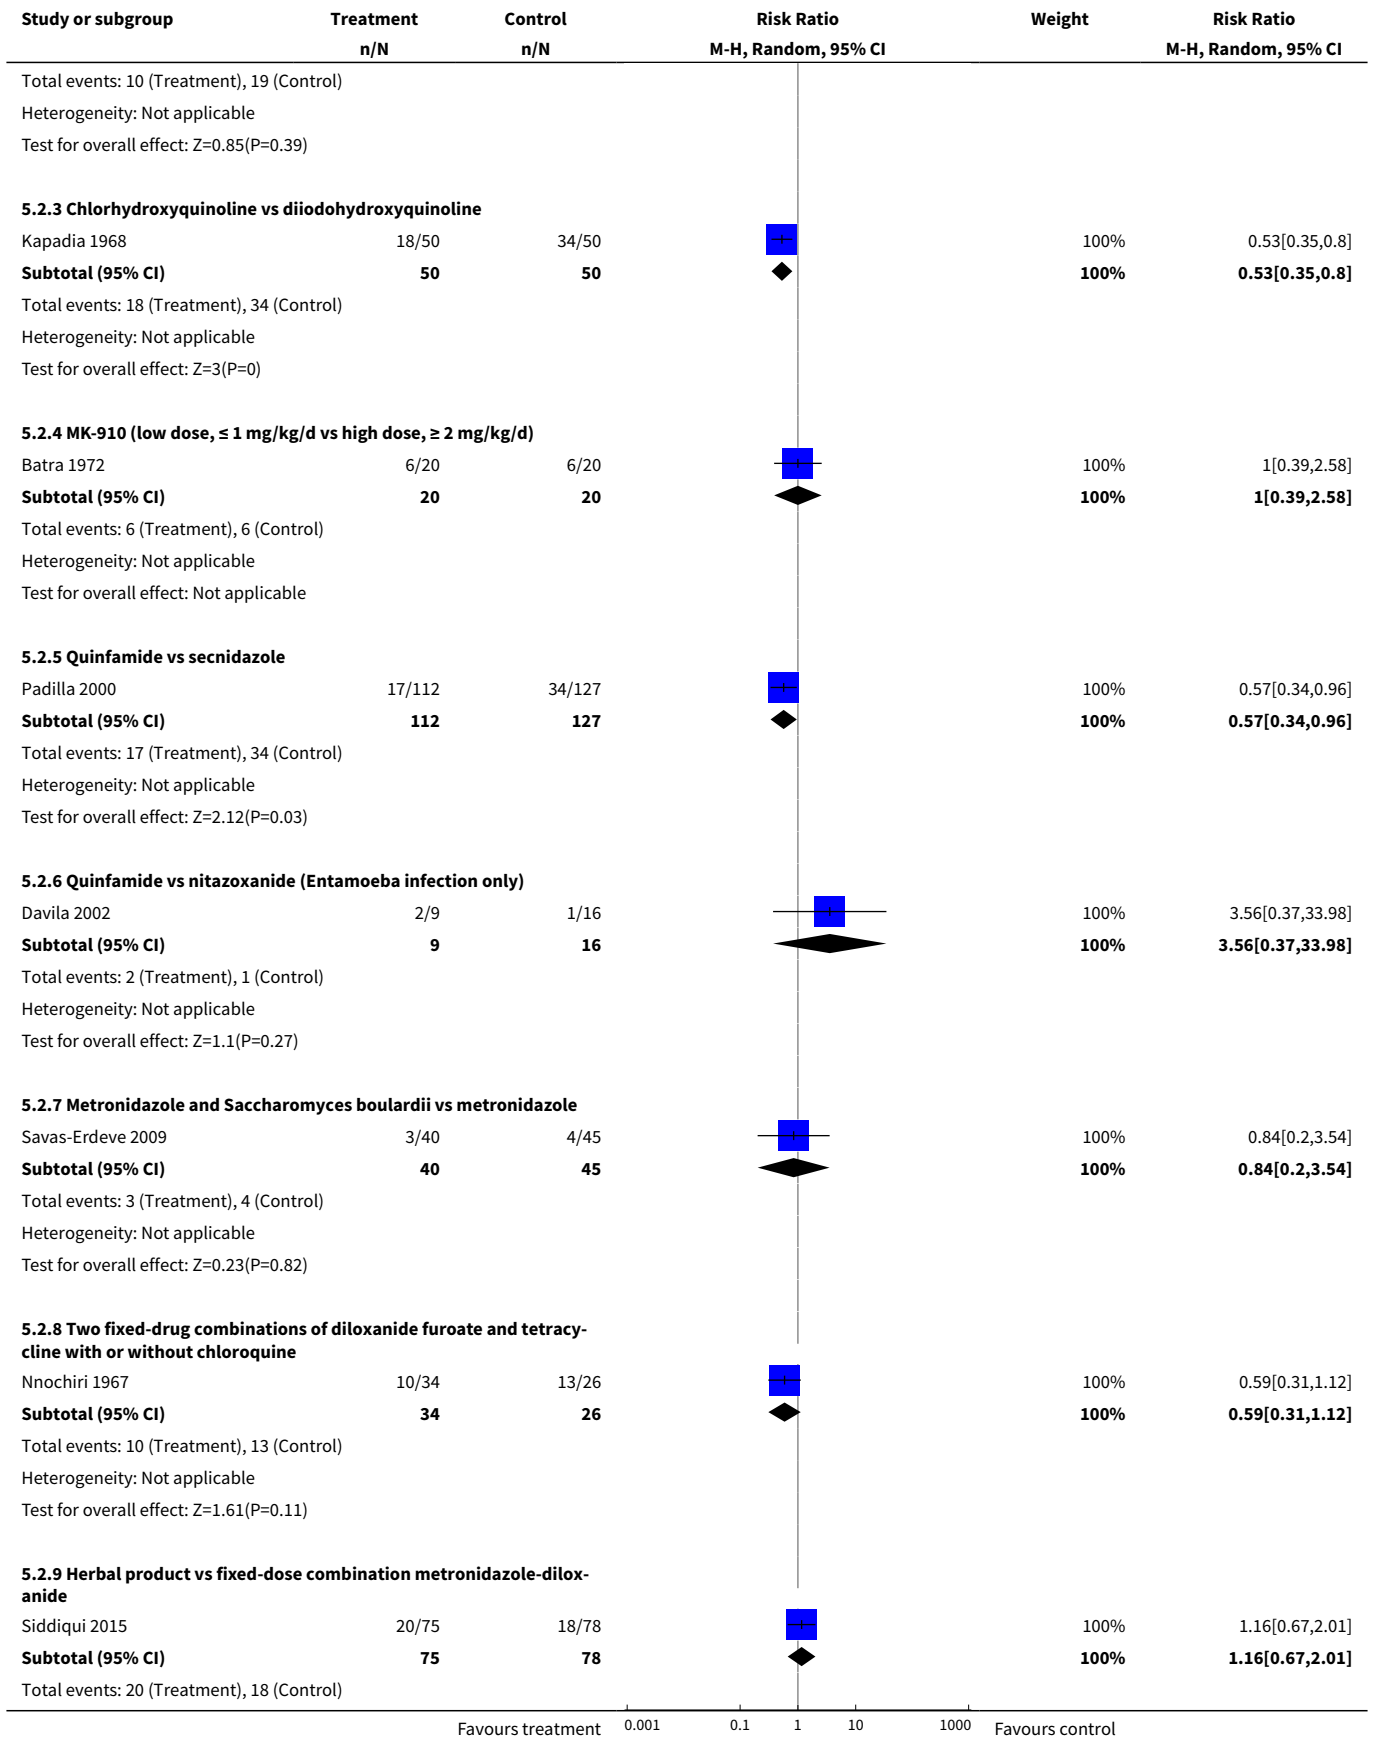 Study or subgroup Treatment Control Risk Ratio Weight Risk Ratio
n/N n/N M-H, Random, 95% CI M-H, Random, 95% CI
Total events: 10 (Treatment), 19 (Control)
Heterogeneity: Not applicable
Test for overall effect: Z=0.85(P=0.39)
5.2.3 Chlorhydroxyquinoline vs diiodohydroxyquinoline
Kapadia 1968 18/50 34/50 100% 0.53[0.35,0.8]
Subtotal (95% CI) 50 50 100% 0.53[0.35,0.8]
Total events: 18 (Treatment), 34 (Control)
Heterogeneity: Not applicable
Test for overall effect: Z=3(P=0)
5.2.4 MK-910 (low dose, ≤ 1 mg/kg/d vs high dose, ≥ 2 mg/kg/d)
Batra 1972 6/20 6/20 100% 1[0.39,2.58]
Subtotal (95% CI) 20 20 100% 1[0.39,2.58]
Total events: 6 (Treatment), 6 (Control)
Heterogeneity: Not applicable
Test for overall effect: Not applicable
5.2.5 Quinfamide vs secnidazole
Padilla 2000 17/112 34/127 100% 0.57[0.34,0.96]
Subtotal (95% CI) 112 127 100% 0.57[0.34,0.96]
Total events: 17 (Treatment), 34 (Control)
Heterogeneity: Not applicable
Test for overall effect: Z=2.12(P=0.03)
5.2.6 Quinfamide vs nitazoxanide (Entamoeba infection only)
Davila 2002 2/9 1/16 100% 3.56[0.37,33.98]
Subtotal (95% CI) 9 16 100% 3.56[0.37,33.98]
Total events: 2 (Treatment), 1 (Control)
Heterogeneity: Not applicable
Test for overall effect: Z=1.1(P=0.27)
5.2.7 Metronidazole and Saccharomyces boulardii vs metronidazole
Savas-Erdeve 2009 3/40 4/45 100% 0.84[0.2,3.54]
Subtotal (95% CI) 40 45 100% 0.84[0.2,3.54]
Total events: 3 (Treatment), 4 (Control)
Heterogeneity: Not applicable
Test for overall effect: Z=0.23(P=0.82)
5.2.8 Two fixed-drug combinations of diloxanide furoate and tetracy-
cline with or without chloroquine
Nnochiri 1967 10/34 13/26 100% 0.59[0.31,1.12]
Subtotal (95% CI) 34 26 100% 0.59[0.31,1.12]
Total events: 10 (Treatment), 13 (Control)
Heterogeneity: Not applicable
Test for overall effect: Z=1.61(P=0.11)
5.2.9 Herbal product vs fixed-dose combination metronidazole-dilox-
anide
Siddiqui 2015 20/75 18/78 100% 1.16[0.67,2.01]
Subtotal (95% CI) 75 78 100% 1.16[0.67,2.01]
Total events: 20 (Treatment), 18 (Control)
Favours treatment 0.001 0.1 1 10 1000 Favours control